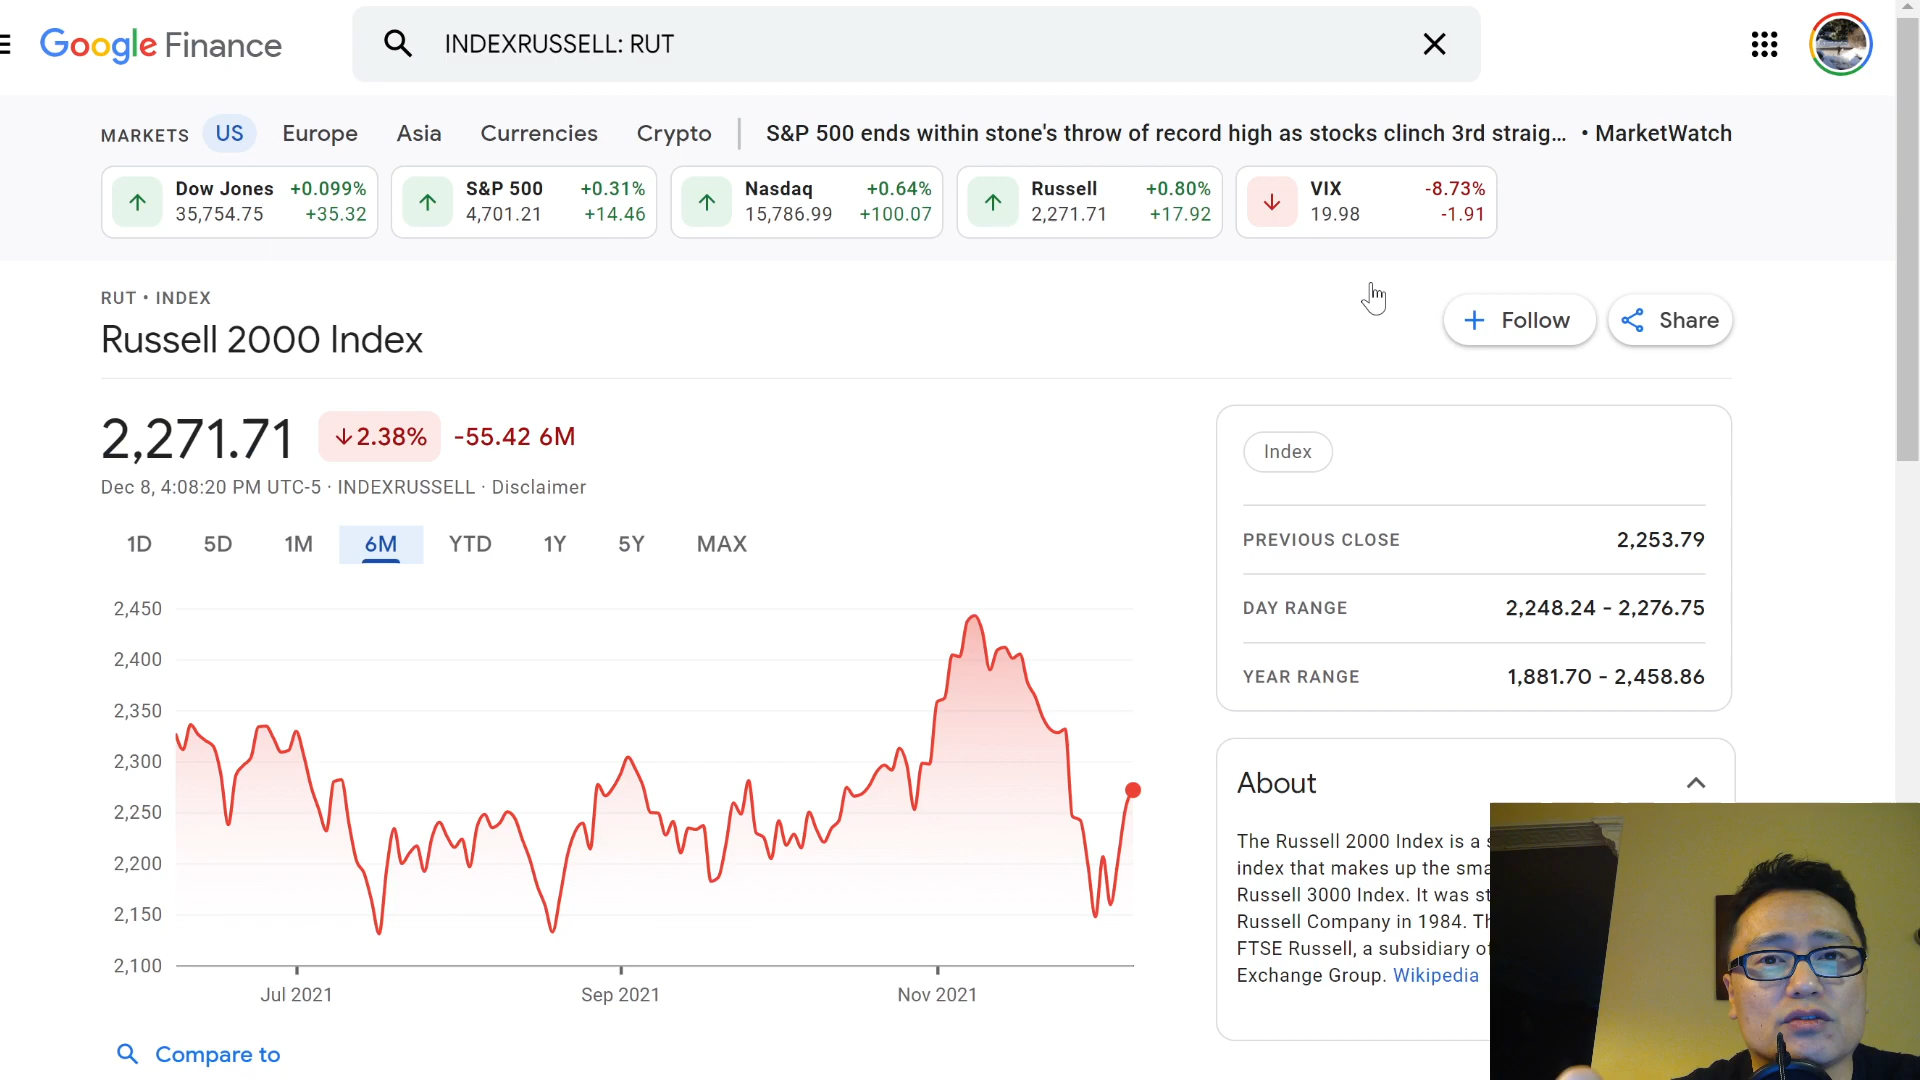 Google Finance
INDEXRUSSELL: RUT
MARKETS US Europe Asia Currencies Crypto S&P 500 ends within stone's throw of record high as stocks clinch 3rd straig... • MarketWatch
Dow Jones +0.099%
35,754.75 +35.32
S&P 500 +0.31%
4,701.21 +14.46
Nasdaq +0.64%
15,786.99 +100.07
Russell +0.80%
2,271.71 +17.92
VIX -8.73%
19.98 -1.91
RUT • INDEX
Russell 2000 Index
+ Follow
Share
2,271.71 ↓2.38% -55.42 6M
Dec 8, 4:08:20 PM UTC-5 · INDEXRUSSELL · Disclaimer
1D 5D 1M 6M YTD 1Y 5Y MAX
2,450
2,400
2,350
2,300
2,250
2,200
2,150
2,100
Jul 2021 Sep 2021 Nov 2021
Compare to
Index
PREVIOUS CLOSE 2,253.79
DAY RANGE 2,248.24 - 2,276.75
YEAR RANGE 1,881.70 - 2,458.86
About
The Russell 2000 Index is a
index that makes up the
Russell 3000 Index. It was
Russell Company in 1984.
FTSE Russell, a subsidiary
Exchange Group. Wikipedia